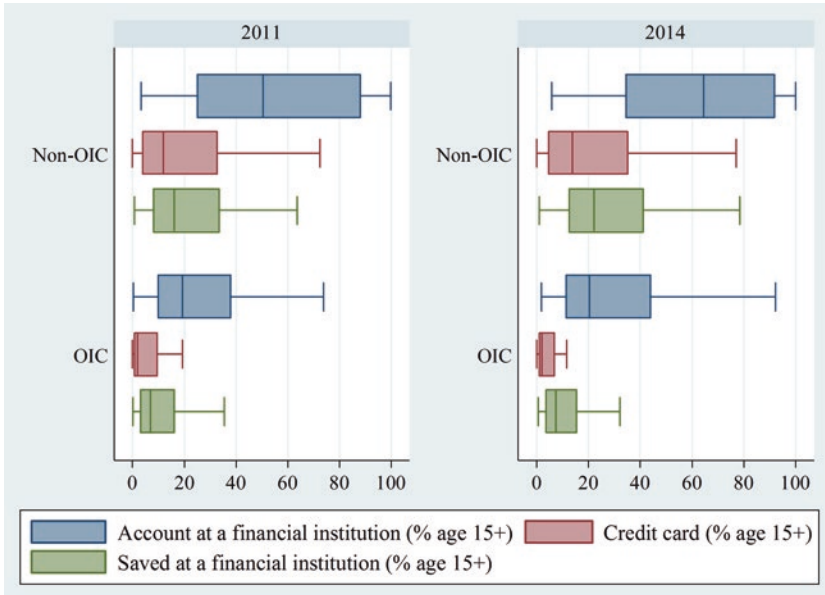 2011
2014
Non-OIC
OIC
0 20 40 60 80 100
Non-OIC
OIC
0 20 40 60 80 100
Account at a financial institution (% age 15+)
Credit card (% age 15+)
Saved at a financial institution (% age 15+)